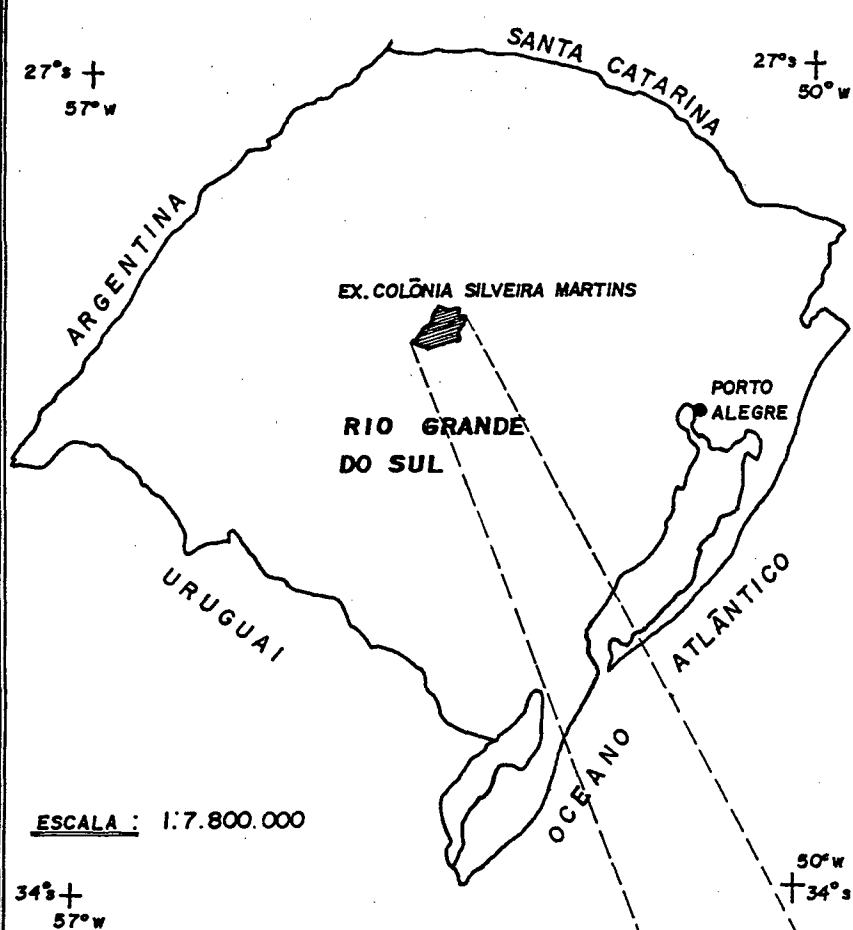 SANTA CATARINA
27°s
57°w
27°s
50°w
ARGENTINA
EX. COLÔNIA SILVEIRA MARTINS
PORTO
ALEGRE
RIO GRANDE
DO SUL
URUGUAI
OCEANO ATLÂNTICO
ESCALA : 1:7.800.000
34°s
57°w
50°w
34°s